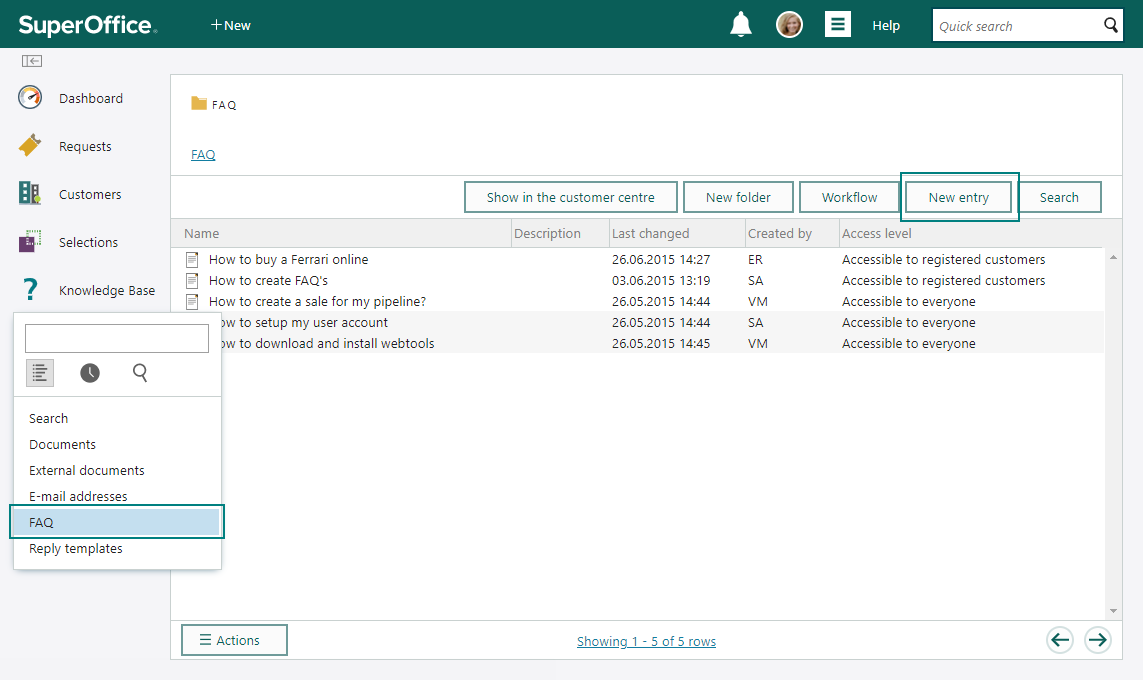 SuperOffice.
+ New
Help
Quick search
Dashboard
Requests
Customers
Selections
? Knowledge Base
FAQ
FAQ
Show in the customer centre
New folder
Workflow
New entry
Search
Name Description Last changed Created by Access level
How to buy a Ferrari online 26.06.2015 14:27 ER Accessible to registered customers
How to create FAQ's 03.06.2015 13:19 SA Accessible to registered customers
How to create a sale for my pipeline? 26.05.2015 14:44 VM Accessible to everyone
ow to setup my user account 26.05.2015 14:44 SA Accessible to everyone
ow to download and install webtools 26.05.2015 14:45 VM Accessible to everyone
Search
Documents
External documents
E-mail addresses
FAQ
Reply templates
Actions
Showing 1 - 5 of 5 rows